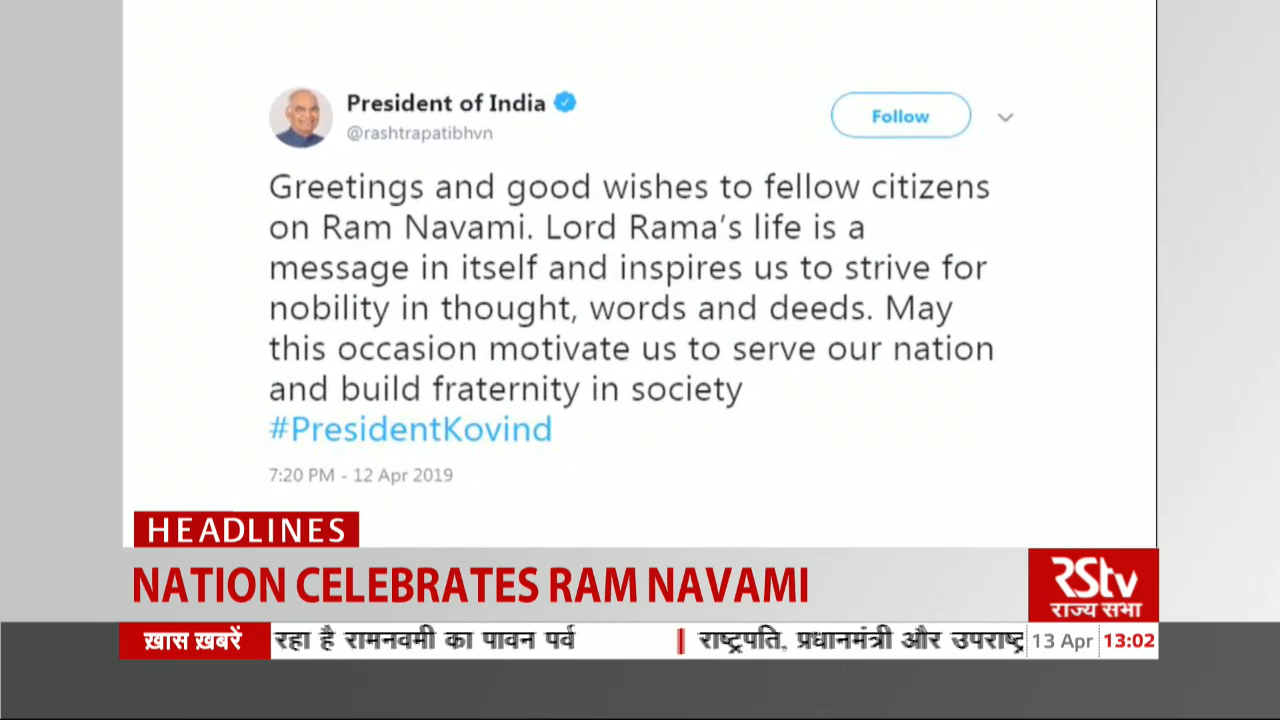 President of India
@rashtrapatibhvn
Follow
Greetings and good wishes to fellow citizens
on Ram Navami. Lord Rama's life is a
message in itself and inspires us to strive for
nobility in thought, words and deeds. May
this occasion motivate us to serve our nation
and build fraternity in society
#PresidentKovind
7:20 PM - 12 Apr 2019
HEADLINES
NATION CELEBRATES RAM NAVAMI
RStv
राज्य सभा
ख़ास ख़बरें रहा है रामनवमी का पावन पर्व | राष्ट्रपति, प्रधानमंत्री और उपराष्ट्र 13 Apr 13:02